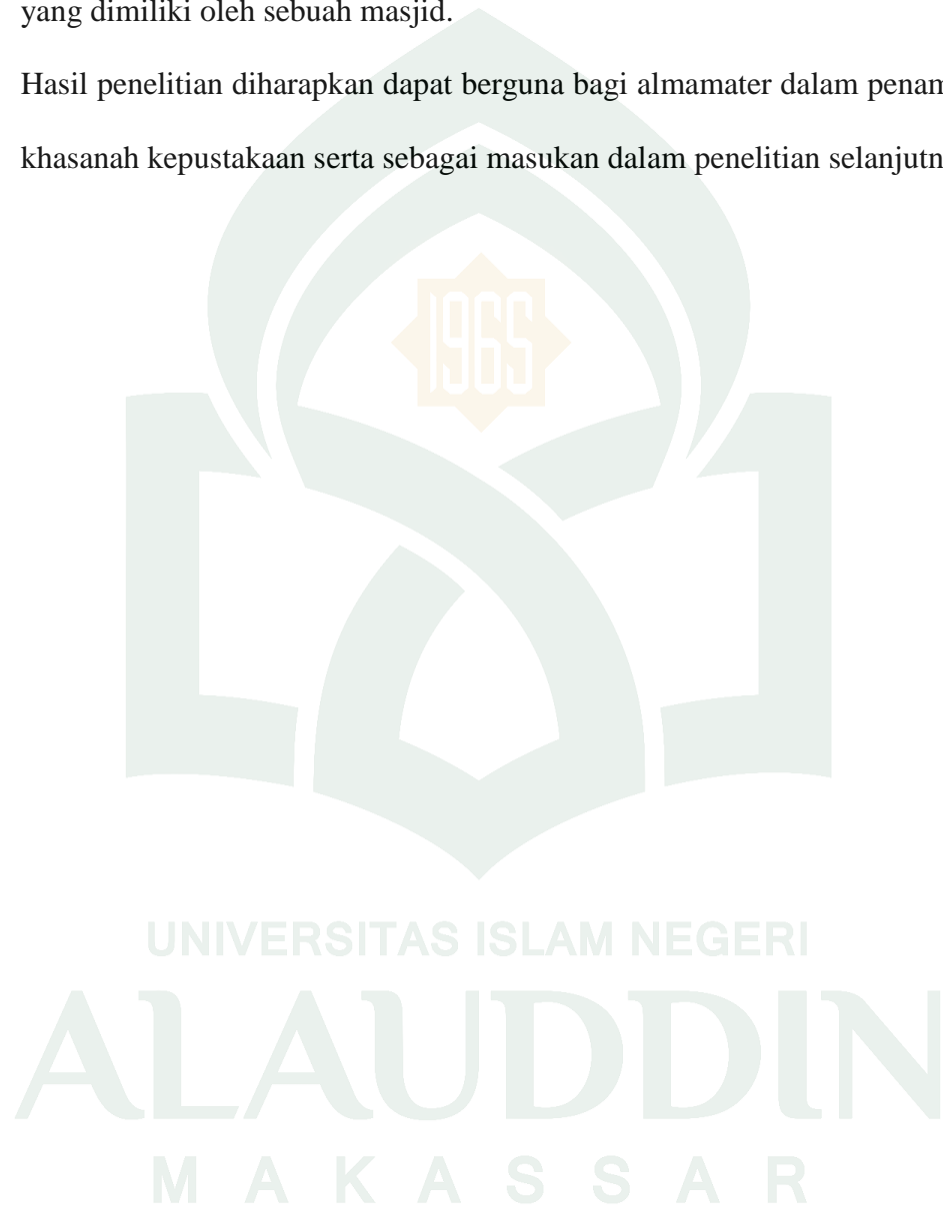 yang dimiliki oleh sebuah masjid.
Hasil penelitian diharapkan dapat berguna bagi almamater dalam penam
khasanah kepustakaan serta sebagai masukan dalam penelitian selanjutn
1965
UNIVERSITAS ISLAM NEGERI
ALAUDDIN
MAKASSAR